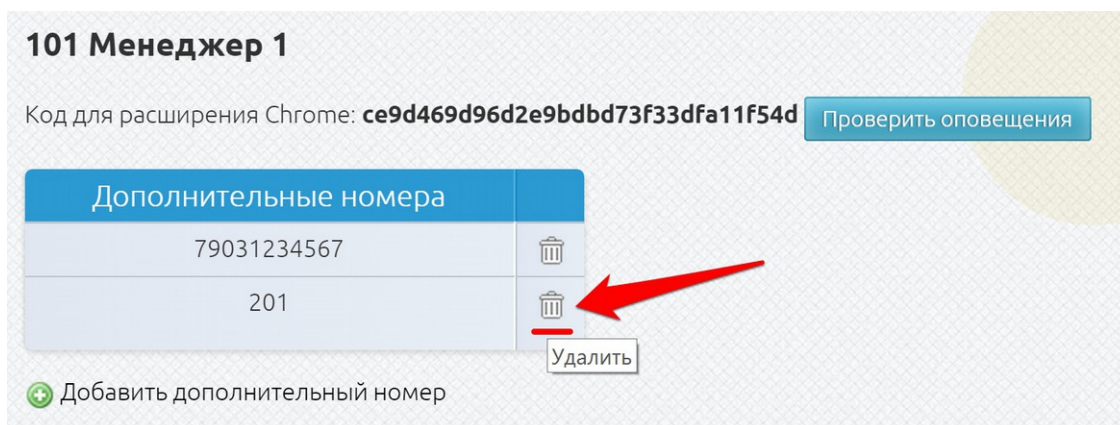 101 Менеджер 1
Код для расширения Chrome: ce9d469d96d2e9bdbd73f33dfa11f54d Проверить оповещения
Дополнительные номера
79031234567
201
Удалить
Добавить дополнительный номер